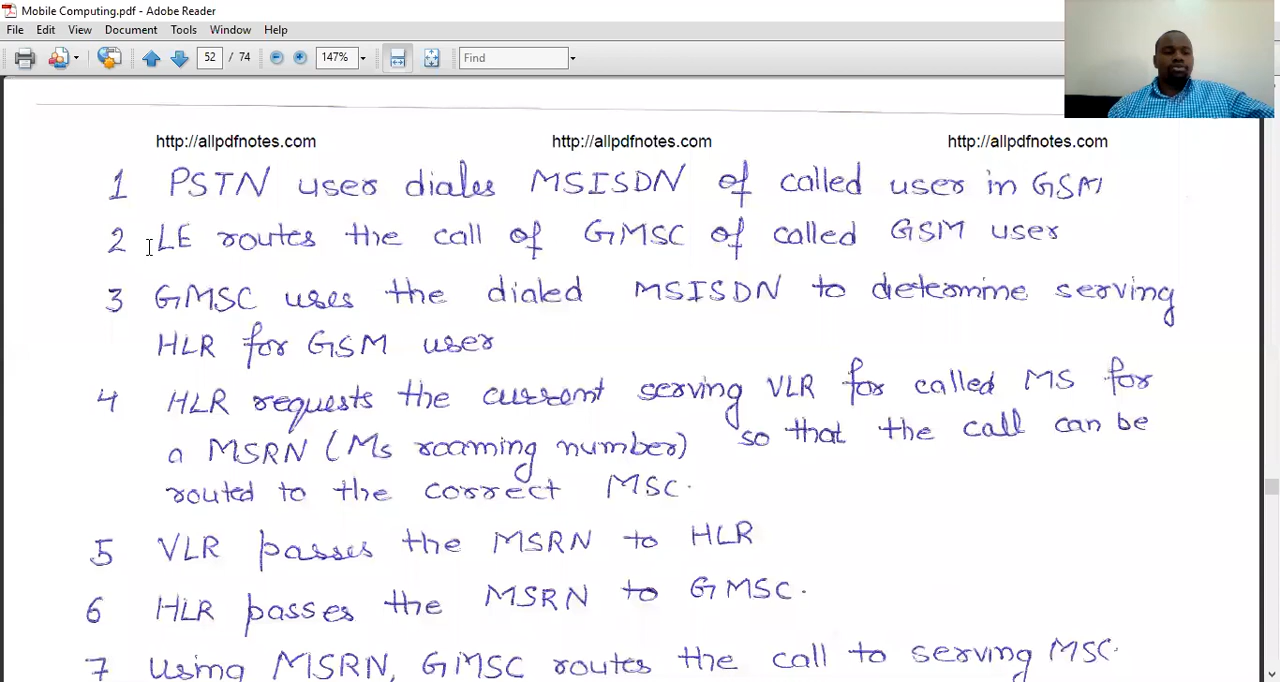 Mobile Computing.pdf - Adobe Reader
File Edit View Document Tools Window Help
52 / 74 147% Find
http://allpdfnotes.com http://allpdfnotes.com http://allpdfnotes.com
1 PSTN user diales MSISDN of called user in GSM
2 LE routes the call of GMSC of called GSM user
3 GMSC uses the dialed MSISDN to determine serving
HLR for GSM user
4 HLR requests the current serving VLR for called MS for
a MSRN (Ms roaming number) so that the call can be
routed to the correct MSC.
5 VLR passes the MSRN to HLR
6 HLR passes the MSRN to GMSC.
7 Using MSRN, GMSC routes the call to serving MSC.